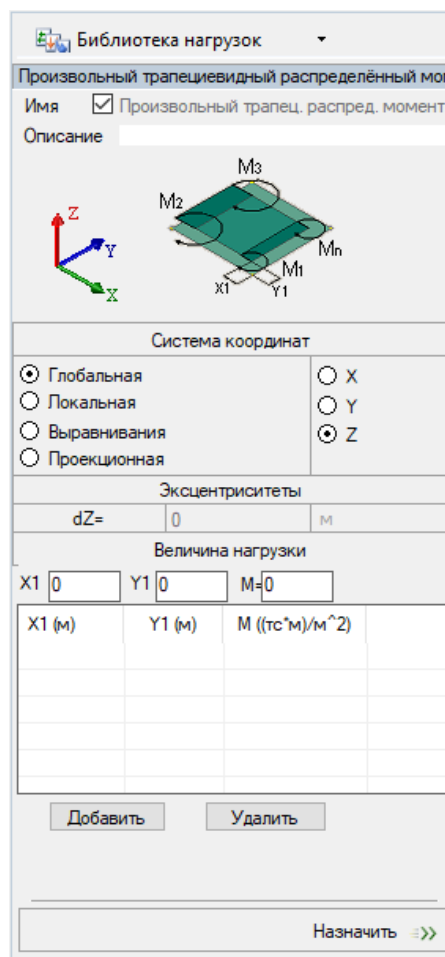 Библиотека нагрузок
Произвольный трапециевидный распределённый мо
Имя Произвольный трапец. распред. момент
Описание
Z
Y
X
M3
M2
Mn
M1
X1
Y1
Система координат
Глобальная X
Локальная Y
Выравнивания Z
Проекционная
Эксцентриситеты
dZ= 0 м
Величина нагрузки
X1 0 Y1 0 M= 0
X1 (м) Y1 (м) M ((тс*м)/м^2)
Добавить Удалить
Назначить